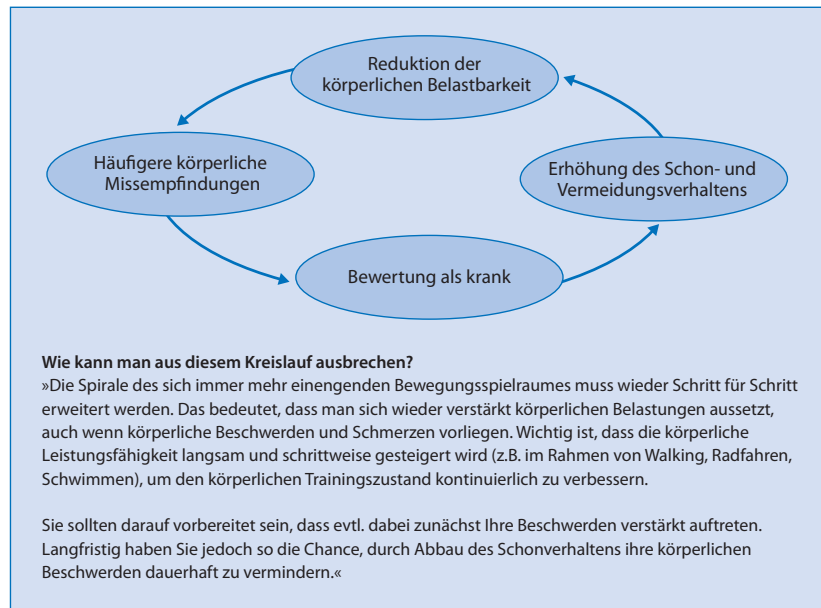 Reduktion der
körperlichen Belastbarkeit
Häufigere körperliche
Missempfindungen
Erhöhung des Schon- und
Vermeidungsverhaltens
Bewertung als krank
Wie kann man aus diesem Kreislauf ausbrechen?
»Die Spirale des sich immer mehr einengenden Bewegungsspielraumes muss wieder Schritt für Schritt
erweitert werden. Das bedeutet, dass man sich wieder verstärkt körperlichen Belastungen aussetzt,
auch wenn körperliche Beschwerden und Schmerzen vorliegen. Wichtig ist, dass die körperliche
Leistungsfähigkeit langsam und schrittweise gesteigert wird (z.B. im Rahmen von Walking, Radfahren,
Schwimmen), um den körperlichen Trainingszustand kontinuierlich zu verbessern.
Sie sollten darauf vorbereitet sein, dass evtl. dabei zunächst Ihre Beschwerden verstärkt auftreten.
Langfristig haben Sie jedoch so die Chance, durch Abbau des Schonverhaltens ihre körperlichen
Beschwerden dauerhaft zu vermindern.«